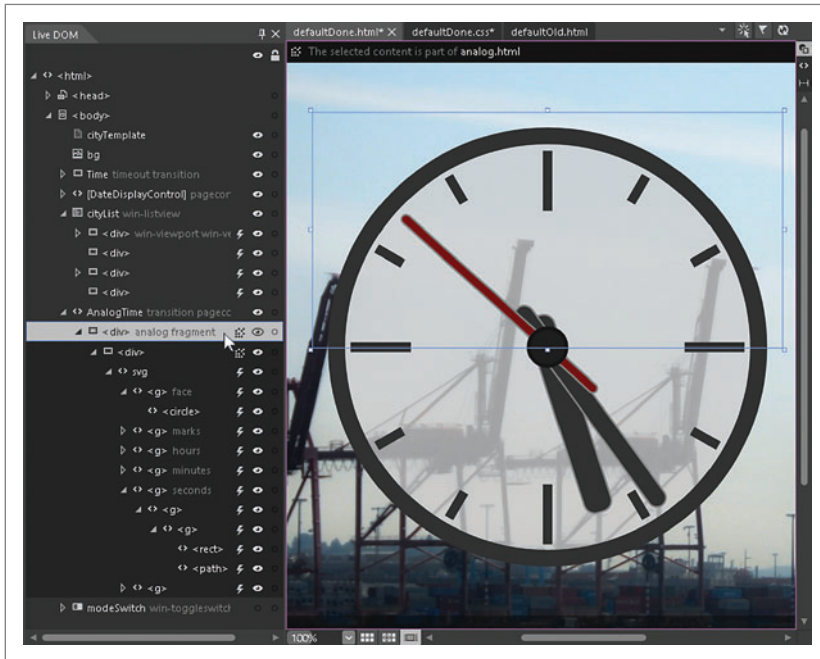 Live DOM
defaultDone.html* × defaultDone.css* defaultOld.html
The selected content is part of analog.html
<html>
<head>
<body>
cityTemplate
bg
Time timeout transition
[DateDisplayControl] pagecor
cityList win-listview
<div> win-viewport win-ve
<div>
<div>
<div>
AnalogTime transition pagecc
<div> analog fragment
<div>
svg
<g> face
<circle>
<g> marks
<g> hours
<g> minutes
<g> seconds
<g>
<g>
<rect>
<path>
<g>
modeSwitch win-toggleswitch
100%